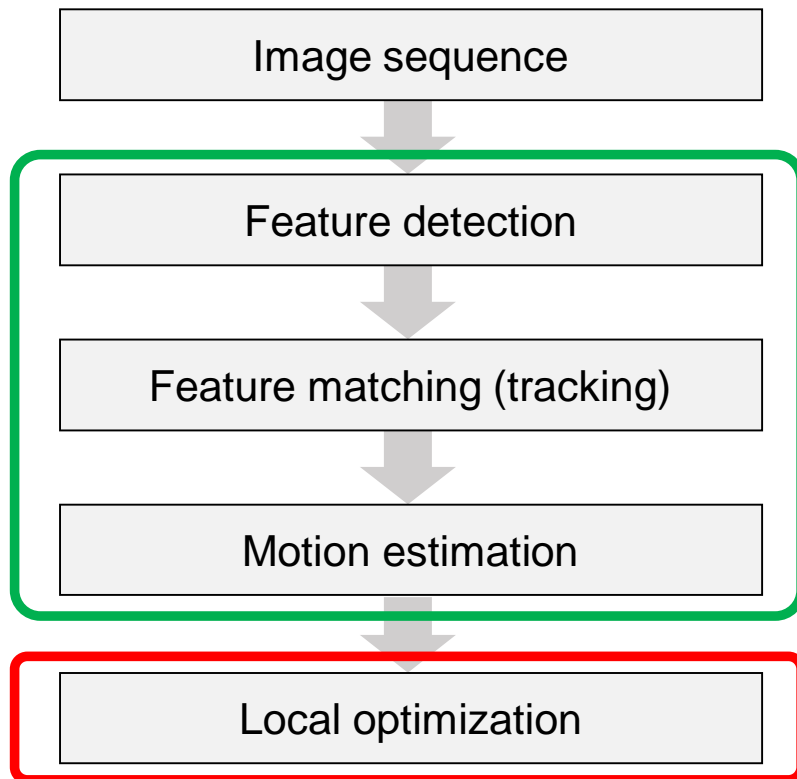 Image sequence
Feature detection
Feature matching (tracking)
Motion estimation
Local optimization